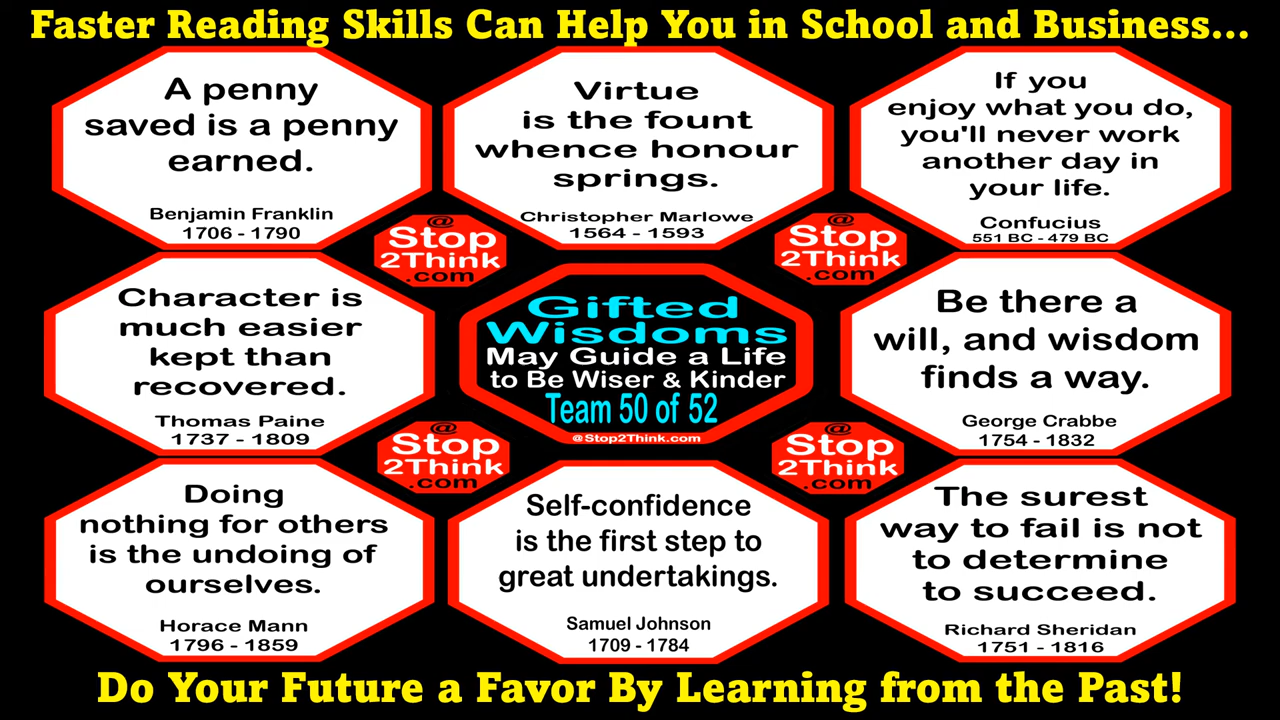 Faster Reading Skills Can Help You in School and Business...
A penny
saved is a penny
earned.
Benjamin Franklin
1706 - 1790
Virtue
is the fount
whence honour
springs.
Christopher Marlowe
1564 - 1593
If you
enjoy what you do,
you'll never work
another day in
your life.
Confucius
551 BC - 479 BC
@
Stop
2Think
.com
@
Stop
2Think
.com
Character is
much easier
kept than
recovered.
Thomas Paine
1737 - 1809
Gifted
Wisdoms
May Guide a Life
to Be Wiser & Kinder
Team 50 of 52
@Stop2Think.com
Be there a
will, and wisdom
finds a way.
George Crabbe
1754 - 1832
@
Stop
2Think
.com
@
Stop
2Think
.com
Doing
nothing for others
is the undoing of
ourselves.
Horace Mann
1796 - 1859
Self-confidence
is the first step to
great undertakings.
Samuel Johnson
1709 - 1784
The surest
way to fail is not
to determine
to succeed.
Richard Sheridan
1751 - 1816
Do Your Future a Favor By Learning from the Past!